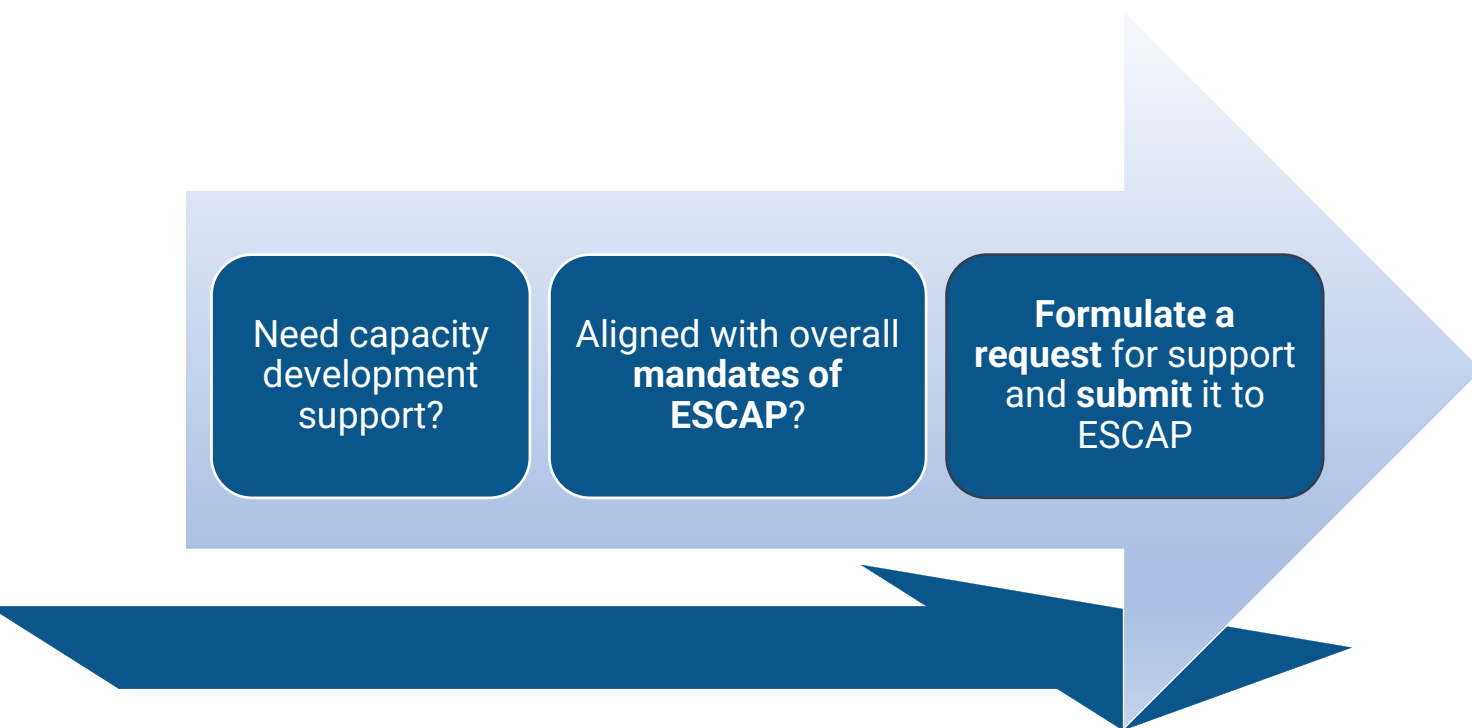 Need capacity
development
support?
Aligned with overall
mandates of
ESCAP?
Formulate a
request for support
and submit it to
ESCAP